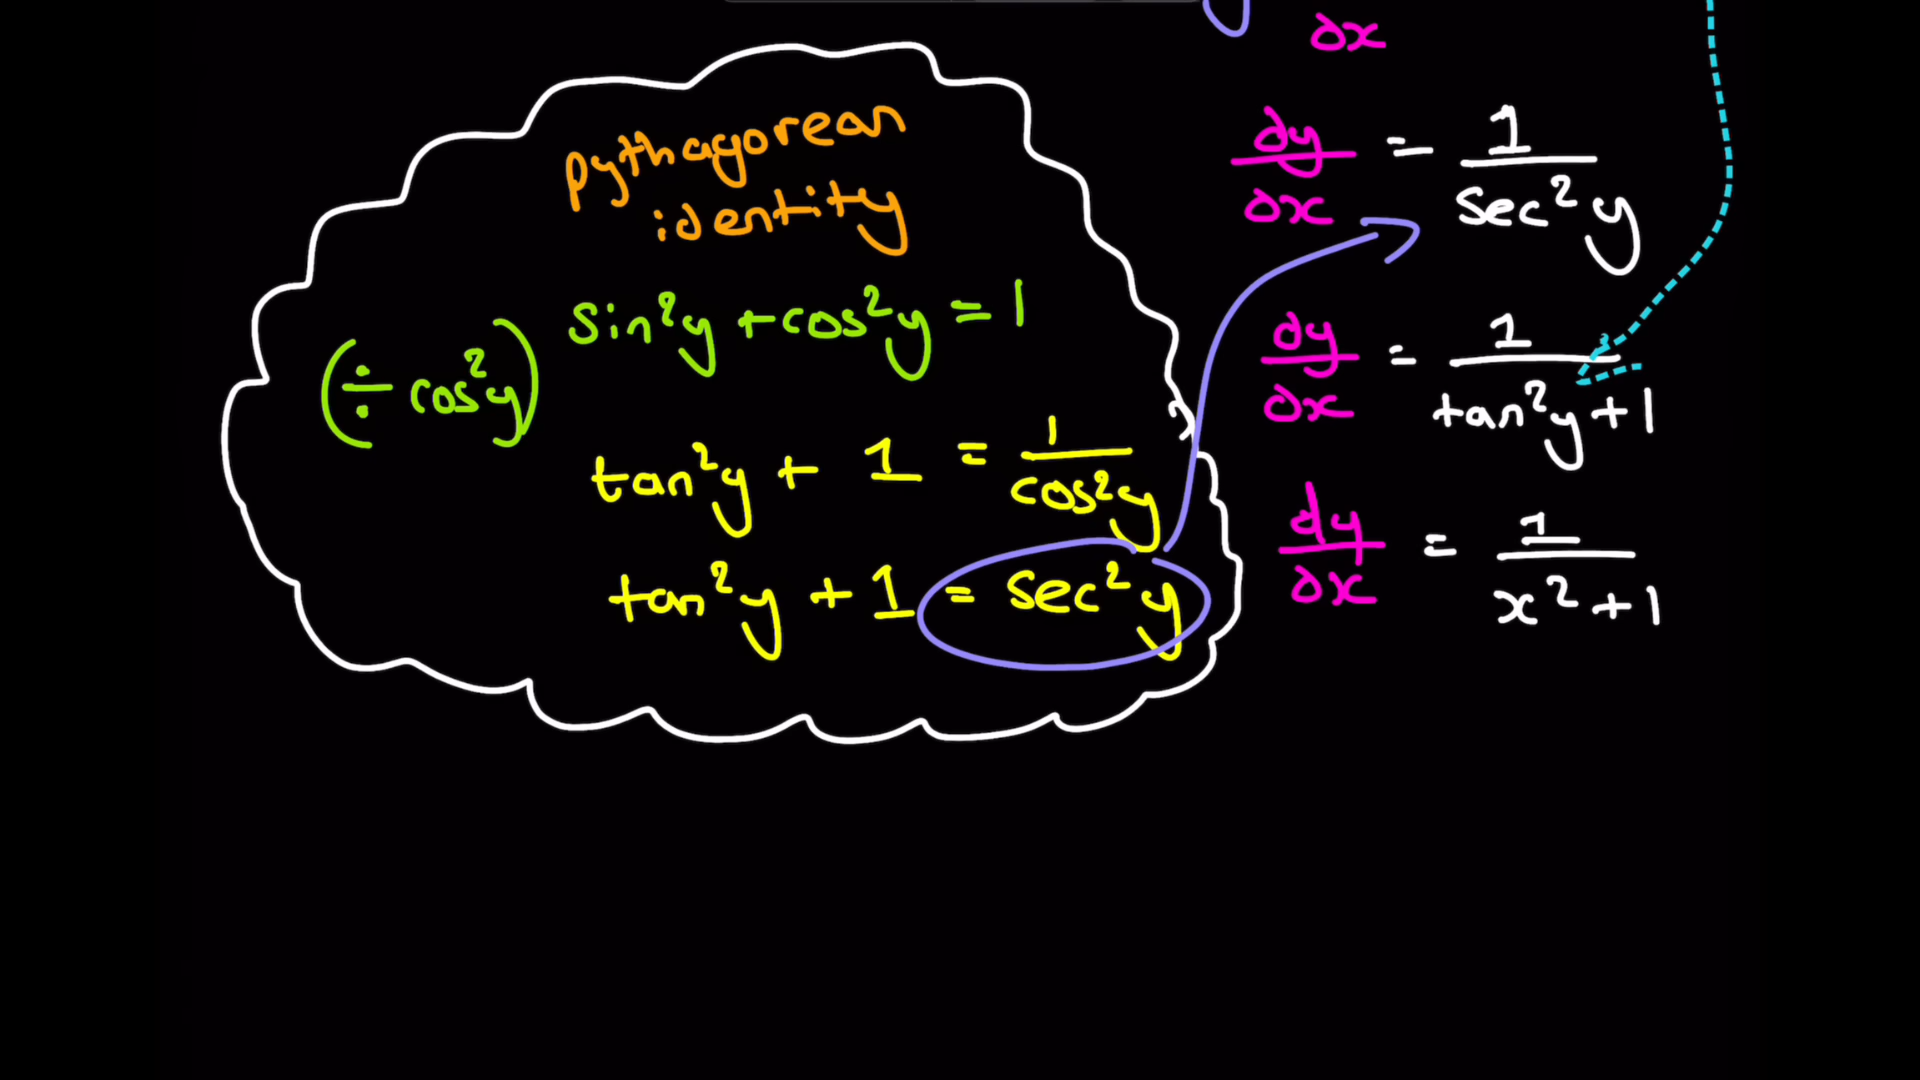 pythagorean
identity
sin²y + cos²y = 1
(÷ cos²y)
tan²y + 1 = 1/cos²y
tan²y + 1 = sec²y
dx
dy/dx = 1/sec²y
dy/dx = 1/tan²y+1
dy/dx = 1/x²+1